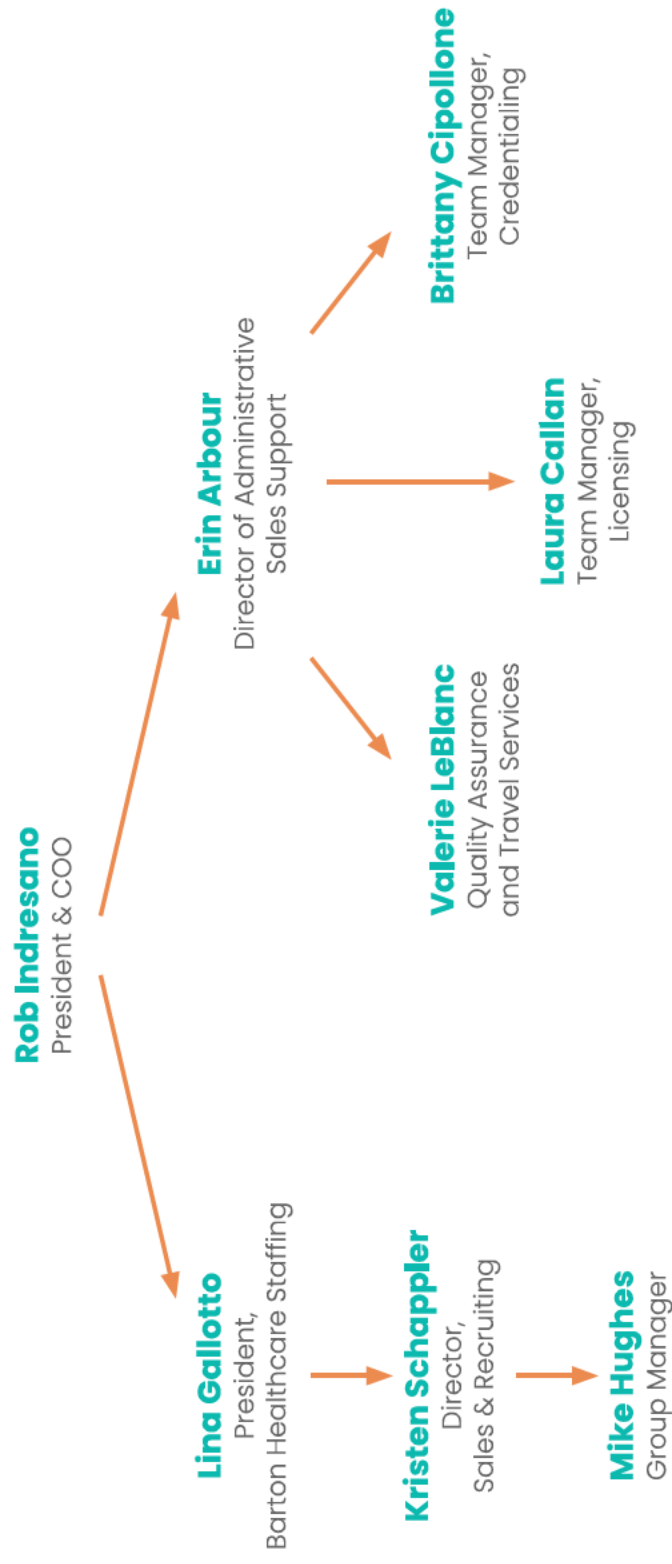 Rob Indresano
President & COO
Lina Gallotto
President,
Barton Healthcare Staffing
Erin Arbour
Director of Administrative
Sales Support
Kristen Schappler
Director,
Sales & Recruiting
Valerie LeBlanc
Quality Assurance
and Travel Services
Brittany Cipollone
Team Manager,
Credentialing
Laura Callan
Team Manager,
Licensing
Mike Hughes
Group Manager